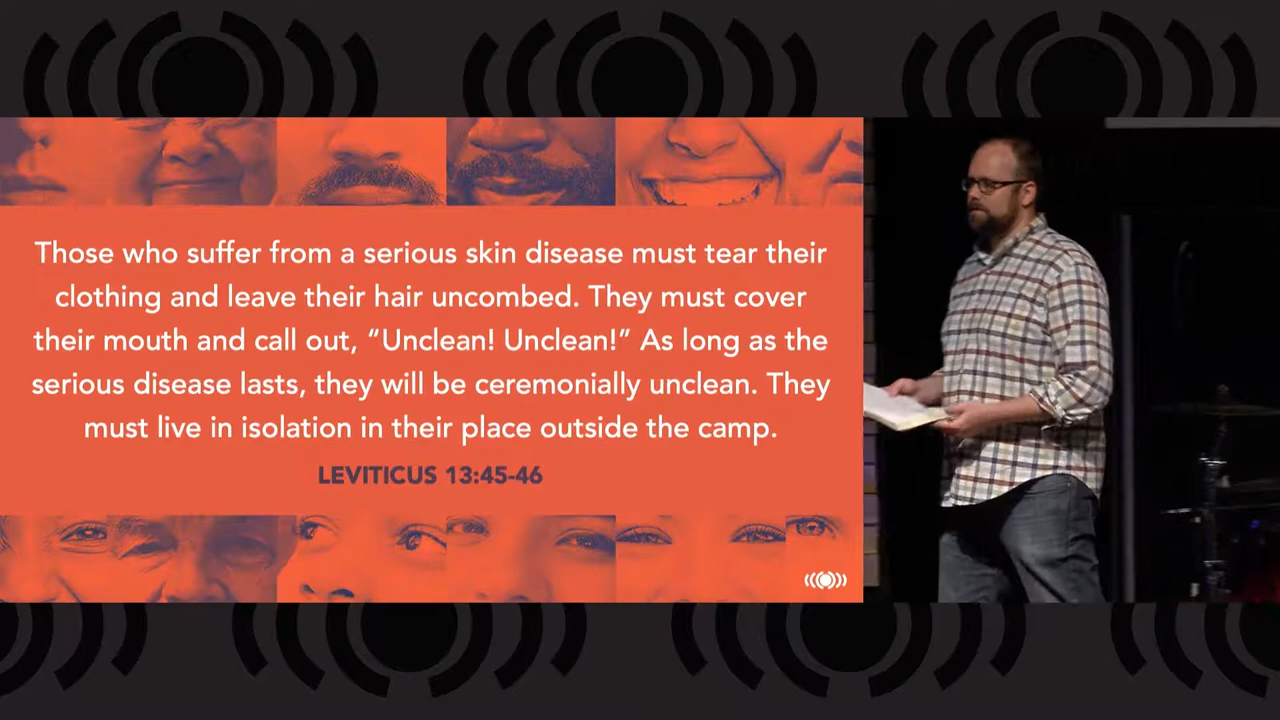 Those who suffer from a serious skin disease must tear their
clothing and leave their hair uncombed. They must cover
their mouth and call out, “Unclean! Unclean!” As long as the
serious disease lasts, they will be ceremonially unclean. They
must live in isolation in their place outside the camp.
LEVITICUS 13:45-46